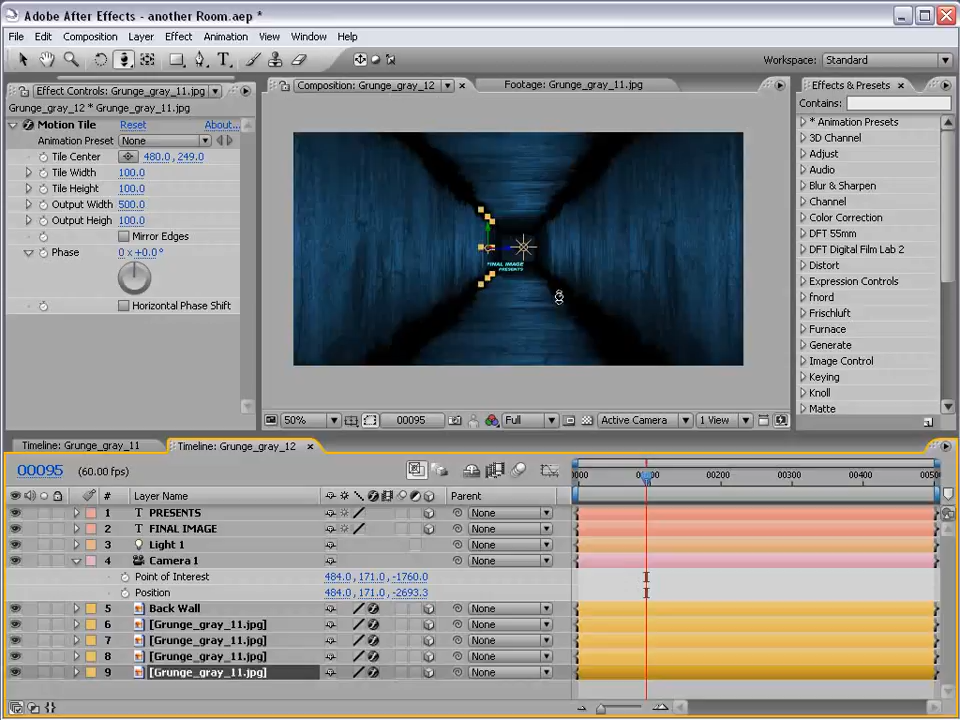 Adobe After Effects - another Room.aep *
File Edit Composition Layer Effect Animation View Window Help
Workspace: Standard
Effect Controls: Grunge_gray_11.jpg
Composition: Grunge_gray_12
Footage: Grunge_gray_11.jpg
Effects & Presets
Grunge_gray_12 * Grunge_gray_11.jpg
Contains:
Motion Tile Reset About...
Animation Preset None
Tile Center 480.0, 249.0
Tile Width 100.0
Tile Height 100.0
Output Width 500.0
Output Heigh 100.0
Mirror Edges
Phase 0 x +0.0°
Horizontal Phase Shift
FINAL IMAGE
PRESENTS
* Animation Presets
3D Channel
Adjust
Audio
Blur & Sharpen
Channel
Color Correction
DFT 55mm
DFT Digital Film Lab 2
Distort
Expression Controls
fnord
Frischluft
Furnace
Generate
Image Control
Keying
Knoll
Matte
50% 00095 Full Active Camera 1 View
Timeline: Grunge_gray_11 Timeline: Grunge_gray_12
00095 (60.00 fps)
00200 00300 00400
# Layer Name Parent
1 T PRESENTS None
2 T FINAL IMAGE None
3 Light 1 None
4 Camera 1 None
Point of Interest 484.0, 171.0, -1760.0
Position 484.0, 171.0, -2693.3
5 Back Wall None
6 [Grunge_gray_11.jpg] None
7 [Grunge_gray_11.jpg] None
8 [Grunge_gray_11.jpg] None
9 [Grunge_gray_11.jpg] None